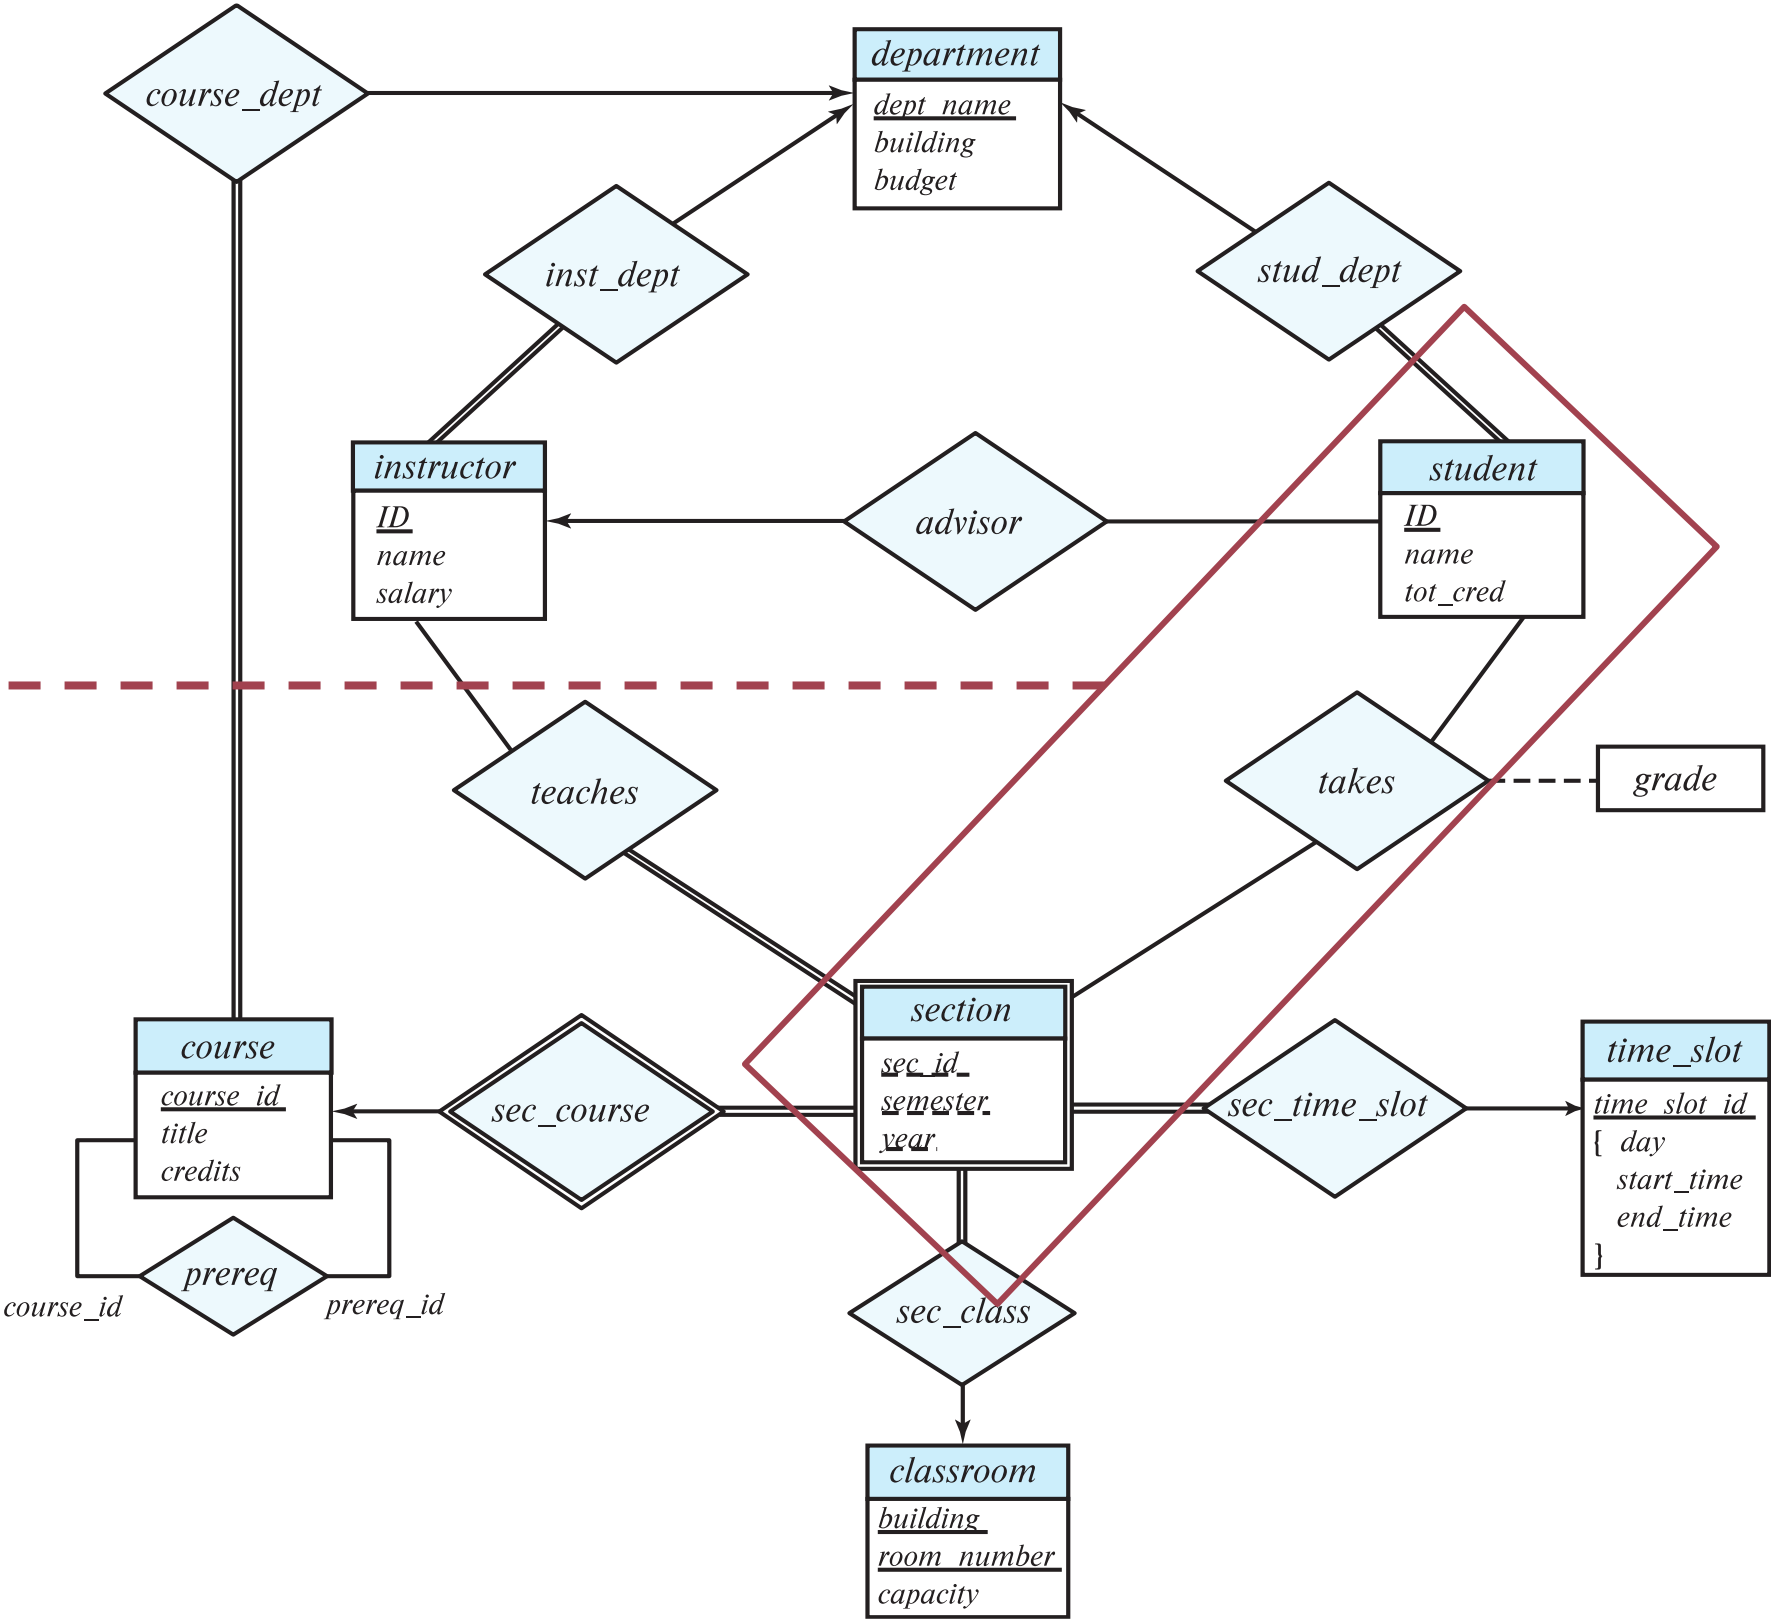 course_dept
department
dept_name
building
budget
inst_dept
stud_dept
instructor
ID
name
salary
advisor
student
ID
name
tot_cred
teaches
takes
grade
course
course_id
title
credits
prereq
course_id
prereq_id
sec_course
section
sec_id
semester
year
sec_time_slot
time_slot
time_slot_id
{ day
start_time
end_time
}
sec_class
classroom
building
room_number
capacity